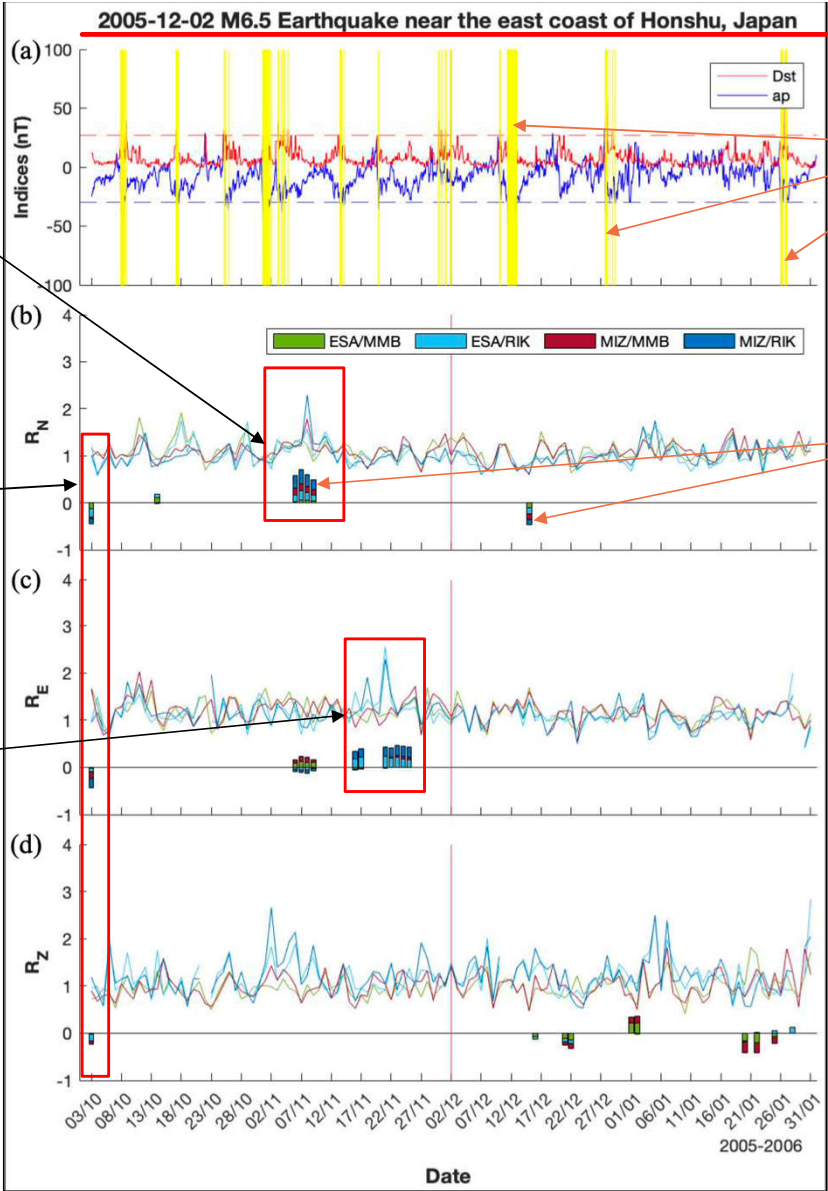 2005-12-02 M6.5 Earthquake near the east coast of Honshu, Japan
(a)
100
50
0
-50
-100
Indices (nT)
Dst
ap
(b)
4
3
2
1
0
-1
R_N
ESA/MMB ESA/RIK MIZ/MMB MIZ/RIK
(c)
4
3
2
1
0
-1
R_E
(d)
4
3
2
1
0
-1
R_Z
03/10 08/10 13/10 18/10 23/10 28/10 02/11 07/11 12/11 17/11 22/11 27/11 02/12 07/12 12/12 17/12 22/12 27/12 01/01 06/01 11/01 16/01 21/01 26/01 31/01
2005-2006
Date